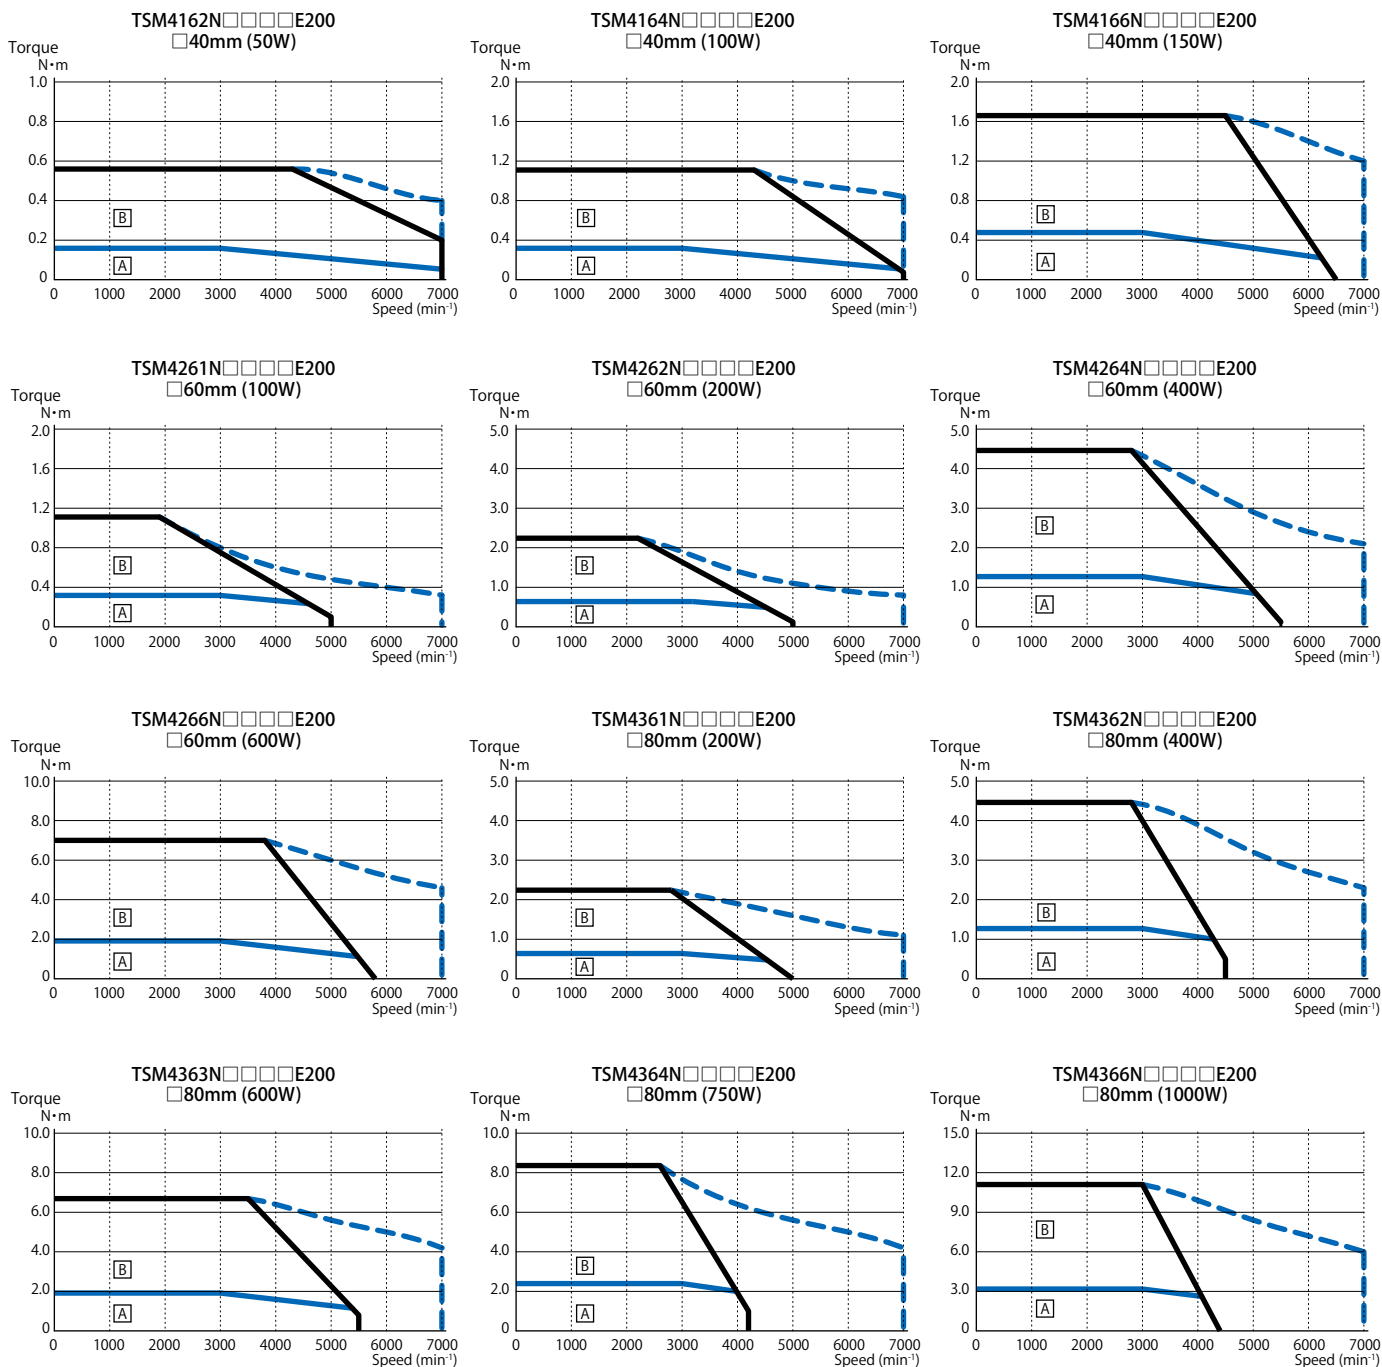 TSM4162N□□□□E200
□40mm (50W)
Torque
N•m
1.0
0.8
0.6
0.4
0.2
0
B
A
0 1000 2000 3000 4000 5000 6000 7000
Speed (min-1)
TSM4164N□□□□E200
□40mm (100W)
Torque
N•m
2.0
1.6
1.2
0.8
0.4
0
B
A
0 1000 2000 3000 4000 5000 6000 7000
Speed (min-1)
TSM4166N□□□□E200
□40mm (150W)
Torque
N•m
2.0
1.6
1.2
0.8
0.4
0
B
A
0 1000 2000 3000 4000 5000 6000 7000
Speed (min-1)
TSM4261N□□□□E200
□60mm (100W)
Torque
N•m
2.0
1.6
1.2
0.8
0.4
0
B
A
0 1000 2000 3000 4000 5000 6000 7000
Speed (min-1)
TSM4262N□□□□E200
□60mm (200W)
Torque
N•m
5.0
4.0
3.0
2.0
1.0
0
B
A
0 1000 2000 3000 4000 5000 6000 7000
Speed (min-1)
TSM4264N□□□□E200
□60mm (400W)
Torque
N•m
5.0
4.0
3.0
2.0
1.0
0
B
A
0 1000 2000 3000 4000 5000 6000 7000
Speed (min-1)
TSM4266N□□□□E200
□60mm (600W)
Torque
N•m
10.0
8.0
6.0
4.0
2.0
0
B
A
0 1000 2000 3000 4000 5000 6000 7000
Speed (min-1)
TSM4361N□□□□E200
□80mm (200W)
Torque
N•m
5.0
4.0
3.0
2.0
1.0
0
B
A
0 1000 2000 3000 4000 5000 6000 7000
Speed (min-1)
TSM4362N□□□□E200
□80mm (400W)
Torque
N•m
5.0
4.0
3.0
2.0
1.0
0
B
A
0 1000 2000 3000 4000 5000 6000 7000
Speed (min-1)
TSM4363N□□□□E200
□80mm (600W)
Torque
N•m
10.0
8.0
6.0
4.0
2.0
0
B
A
0 1000 2000 3000 4000 5000 6000 7000
Speed (min-1)
TSM4364N□□□□E200
□80mm (750W)
Torque
N•m
10.0
8.0
6.0
4.0
2.0
0
B
A
0 1000 2000 3000 4000 5000 6000 7000
Speed (min-1)
TSM4366N□□□□E200
□80mm (1000W)
Torque
N•m
15.0
12.0
9.0
6.0
3.0
0
B
A
0 1000 2000 3000 4000 5000 6000 7000
Speed (min-1)